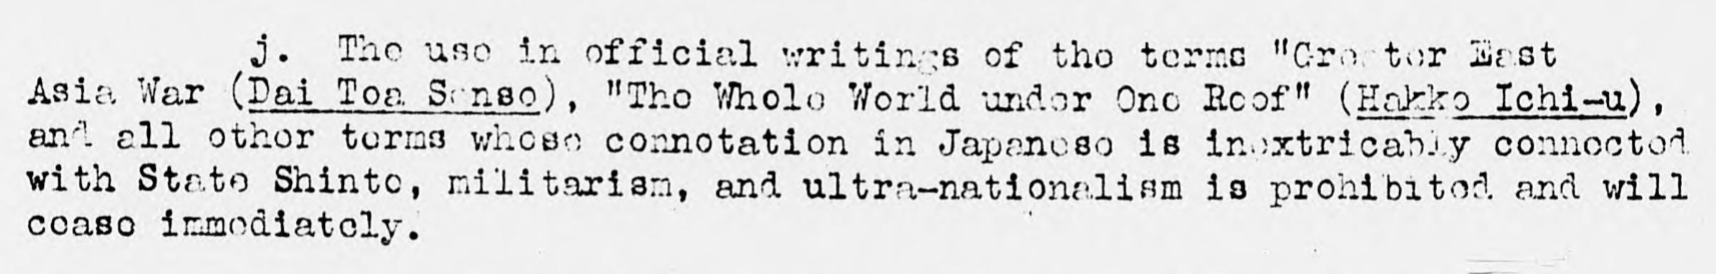 j. The use in official writings of the terms "Greater East
Asia War (Dai Toa Senso), "The Whole World under One Roof" (Hakko Ichi-u),
and all other terms whose connotation in Japanese is inextricably connected
with State Shinto, militarism, and ultra-nationalism is prohibited and will
cease immediately.